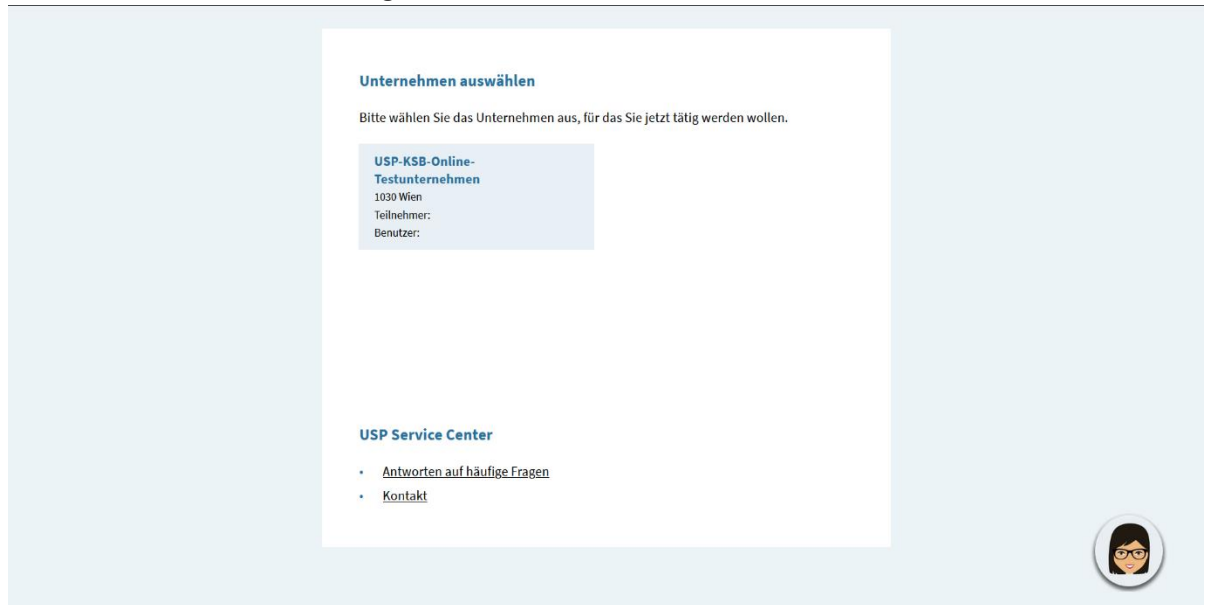 Unternehmen auswählen
Bitte wählen Sie das Unternehmen aus, für das Sie jetzt tätig werden wollen.
USP-KSB-Online-
Testunternehmen
1030 Wien
Teilnehmer:
Benutzer:
USP Service Center
• Antworten auf häufige Fragen
• Kontakt